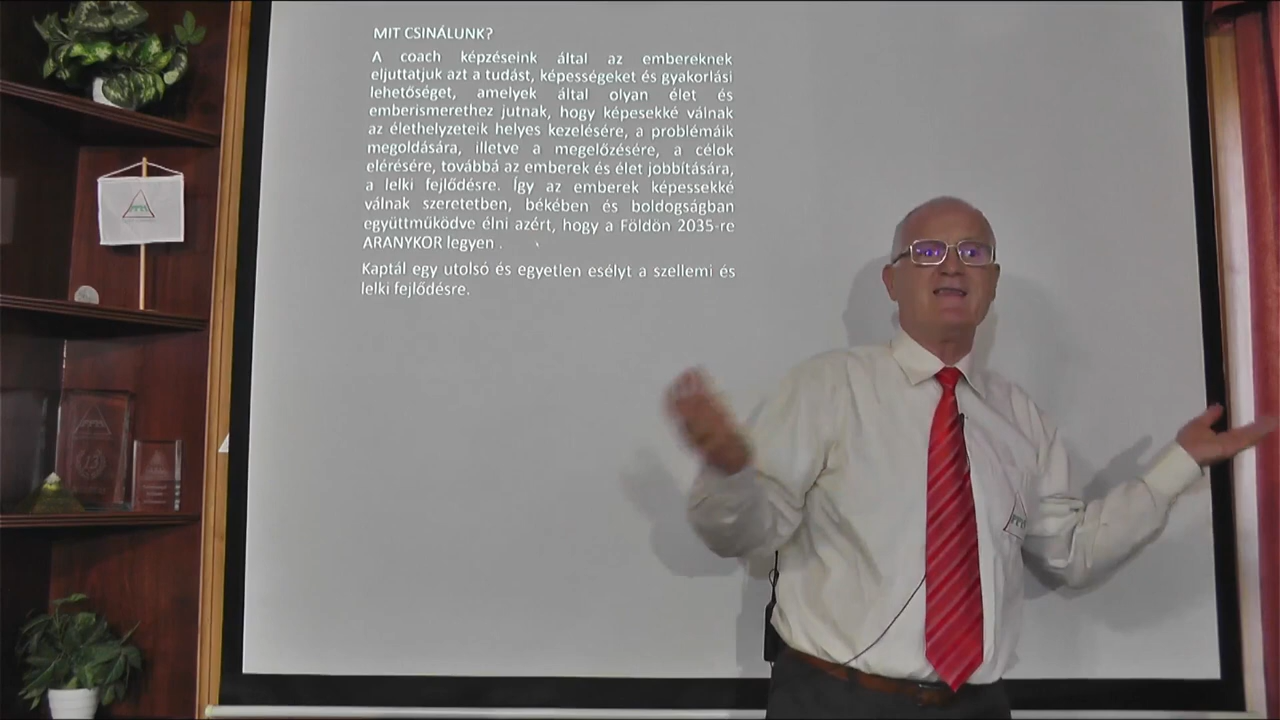 MIT CSINÁLUNK?
A coach képzéseink által az embereknek
eljuttatjuk azt a tudást, képességeket és gyakorlási
lehetőséget, amelyek által olyan élet és
emberismerethez jutnak, hogy képesekké válnak
az élethelyzeteik helyes kezelésére, a problémáik
megoldására, illetve a megelőzésére, a célok
elérésére, továbbá az emberek és élet jobbítására,
a lelki fejlődésre. Így az emberek képessekké
válnak szeretetben, békében és boldogságban
együttműködve élni azért, hogy a Földön 2035-re
ARANYKOR legyen .
Kaptál egy utolsó és egyetlen esélyt a szellemi és
lelki fejlődésre.